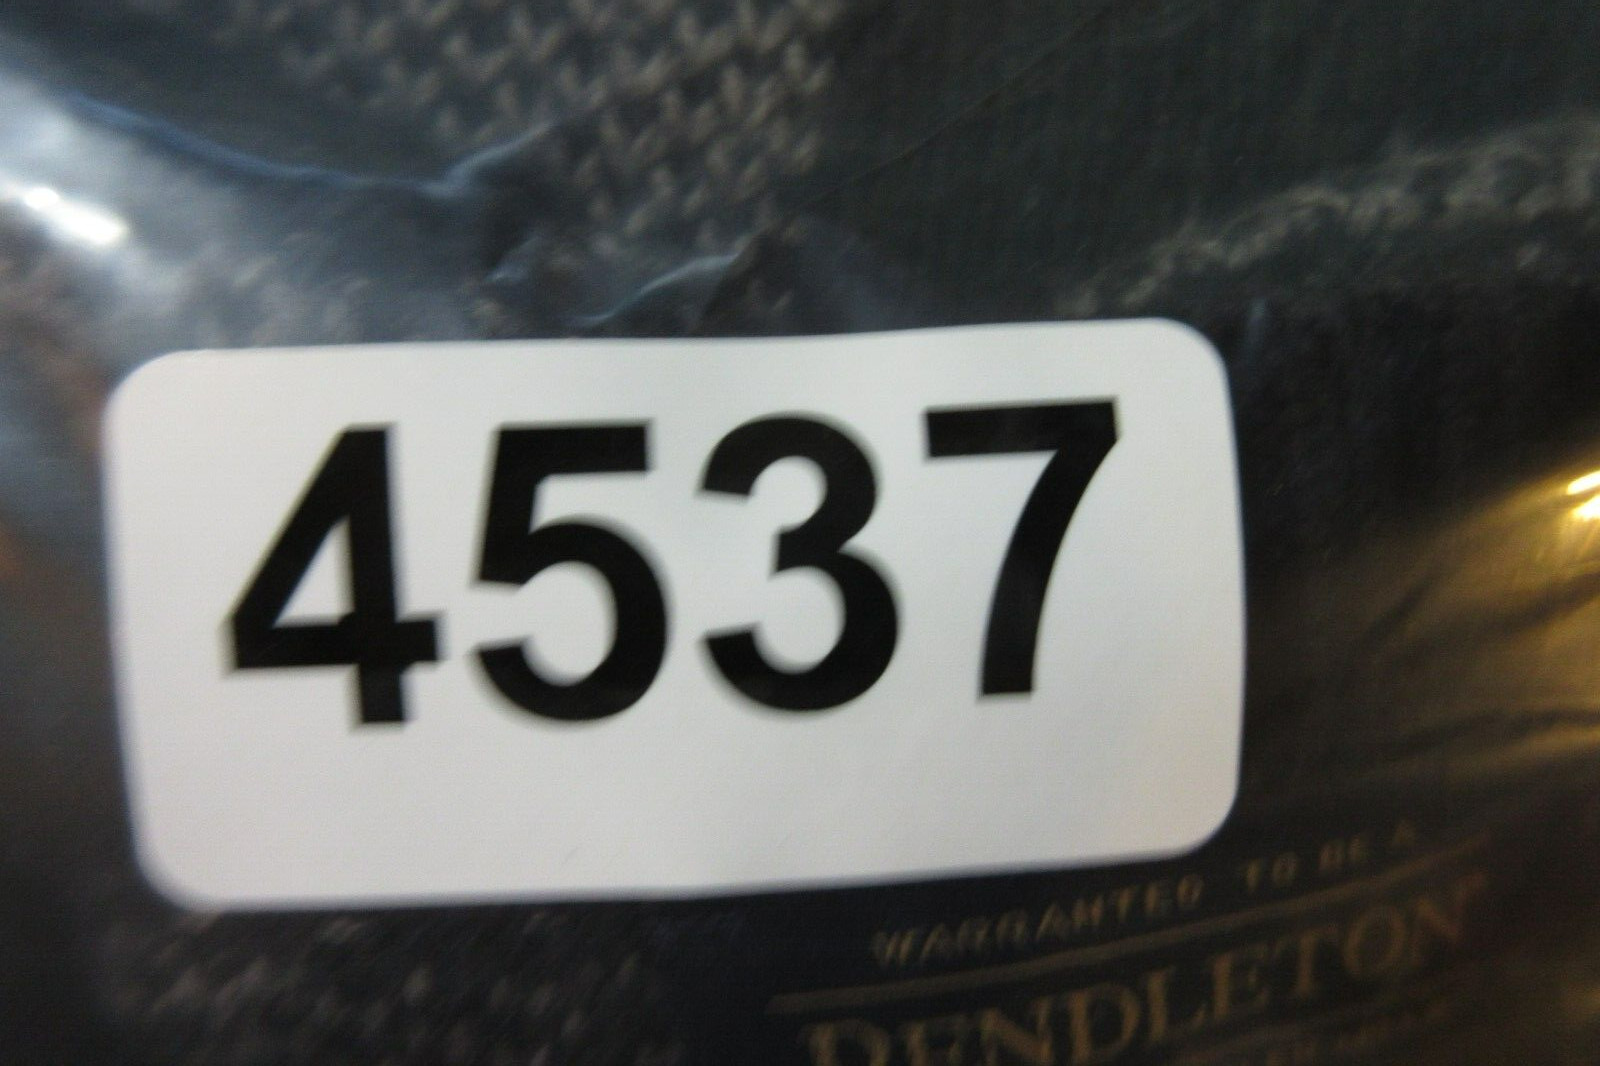 4537
WARRANTED TO BE A
PENDLETON